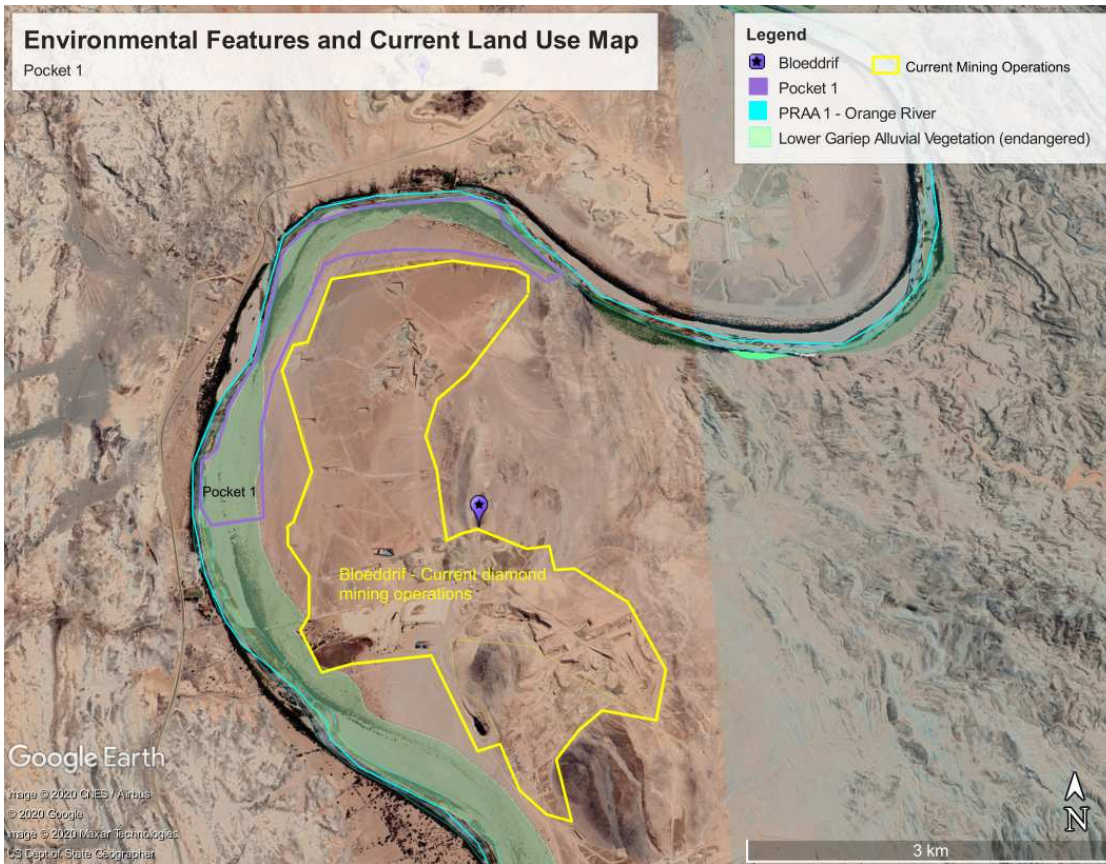 Environmental Features and Current Land Use Map
Pocket 1
Legend
Bloeddrif
Current Mining Operations
Pocket 1
PRAA 1 - Orange River
Lower Gariep Alluvial Vegetation (endangered)
Pocket 1
Bloeddrif - Current diamond
mining operations
Google Earth
Image © 2020 CNES / Airbus
© 2020 Google
Image © 2020 Maxar Technologies
US Dept of State Geographer
N
3 km